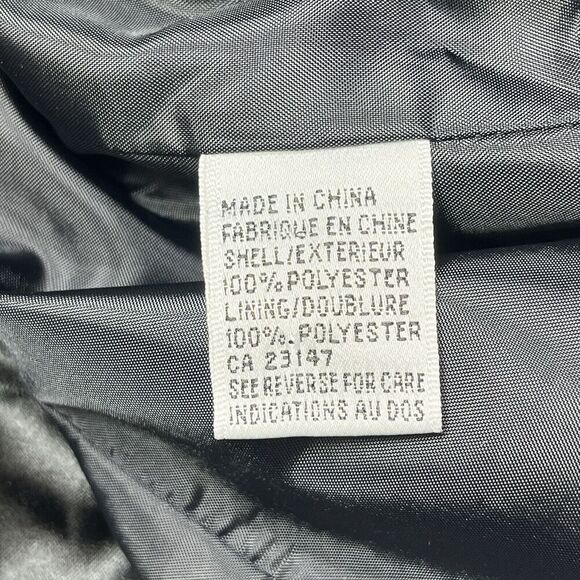 MADE IN CHINA
FABRIQUE EN CHINE
SHELL/EXTERIEUR
100% POLYESTER
LINING/DOUBLURE
100%. POLYESTER
CA 23147
SEE REVERSE FOR CARE
INDICATIONS AU DOS